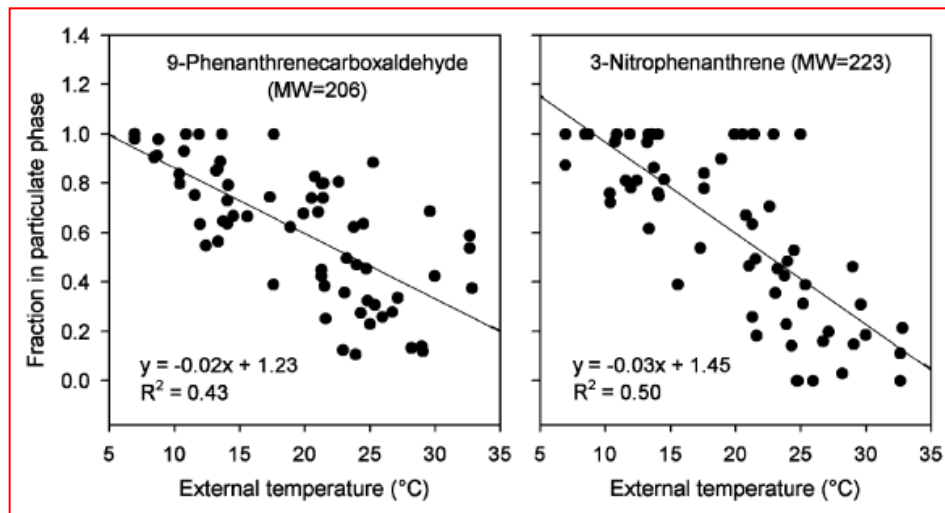 9-Phenanthrenecarboxaldehyde
(MW=206)
3-Nitrophenanthrene (MW=223)
Fraction in particulate phase
1.4
1.2
1.0
0.8
0.6
0.4
0.2
0.0
y = -0.02x + 1.23
R² = 0.43
y = -0.03x + 1.45
R² = 0.50
5 10 15 20 25 30 35
5 10 15 20 25 30 35
External temperature (°C)
External temperature (°C)